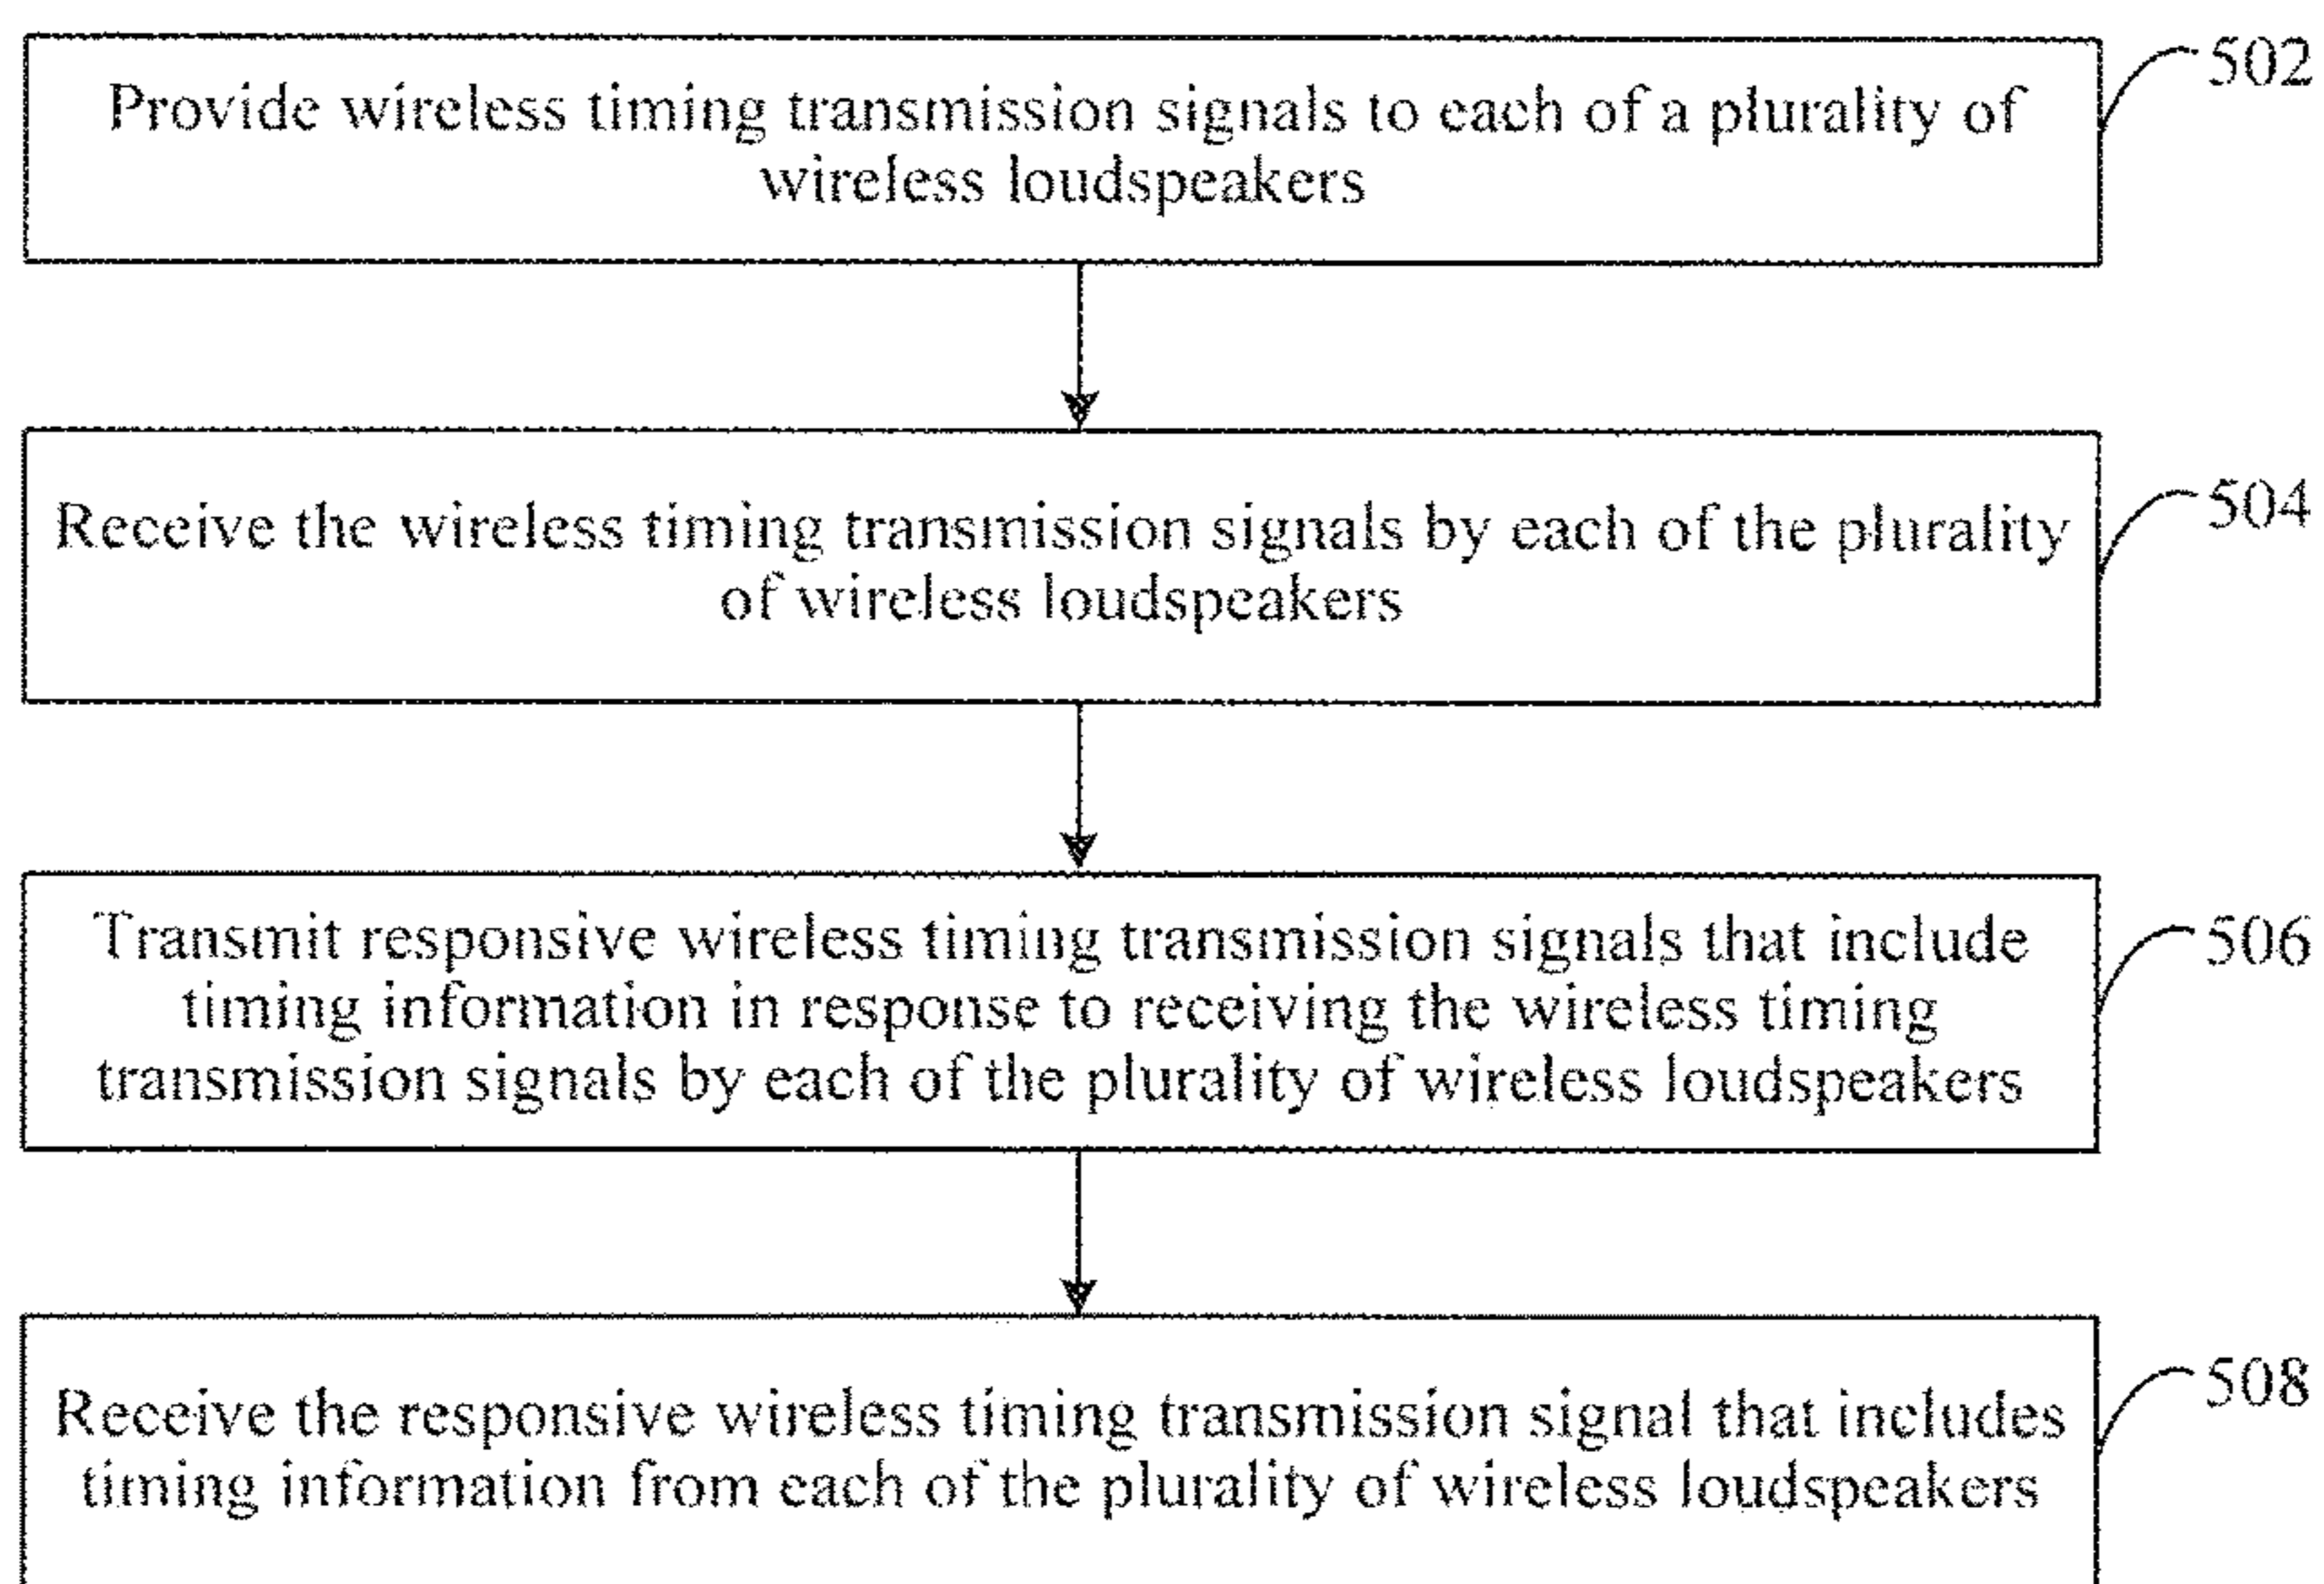 Provide wireless timing transmission signals to each of a plurality of
wireless loudspeakers
502
Receive the wireless timing transmission signals by each of the plurality
of wireless loudspeakers
504
Transmit responsive wireless timing transmission signals that include
timing information in response to receiving the wireless timing
transmission signals by each of the plurality of wireless loudspeakers
506
Receive the responsive wireless timing transmission signal that includes
timing information from each of the plurality of wireless loudspeakers
508